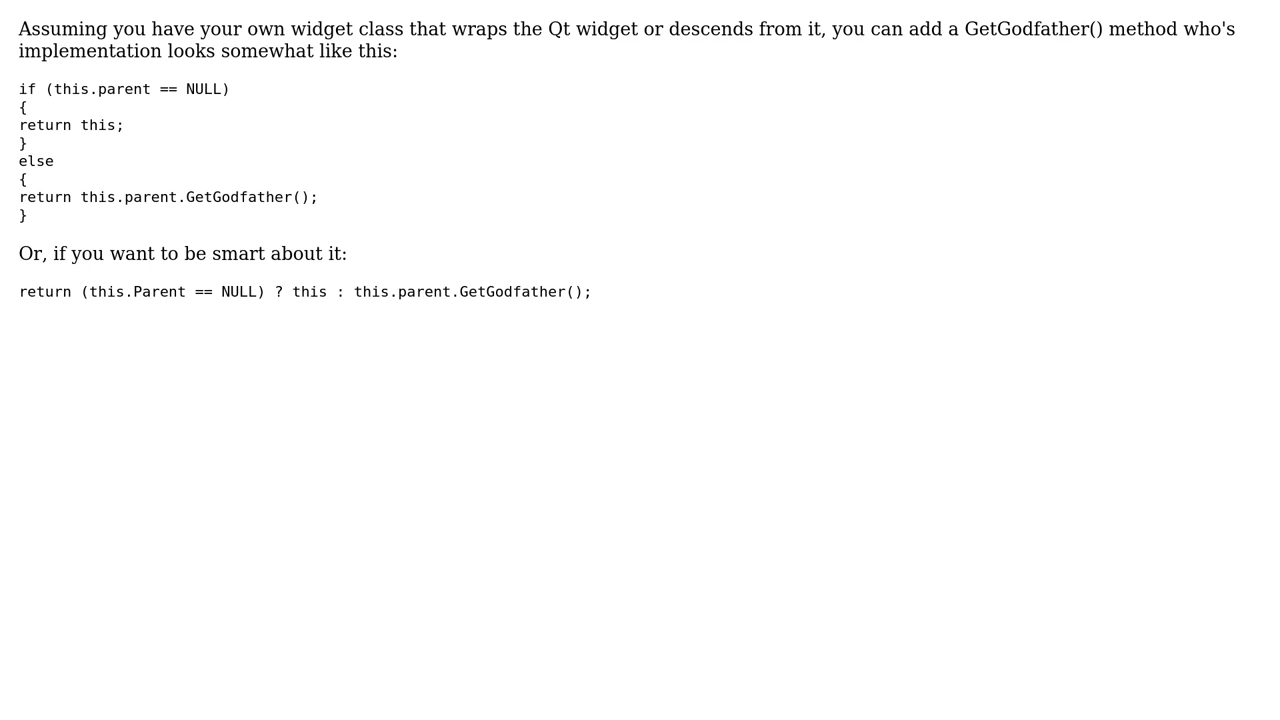 Assuming you have your own widget class that wraps the Qt widget or descends from it, you can add a GetGodfather() method who's
implementation looks somewhat like this:
if (this.parent == NULL)
{
return this;
}
else
{
return this.parent.GetGodfather();
}
Or, if you want to be smart about it:
return (this.Parent == NULL) ? this : this.parent.GetGodfather();